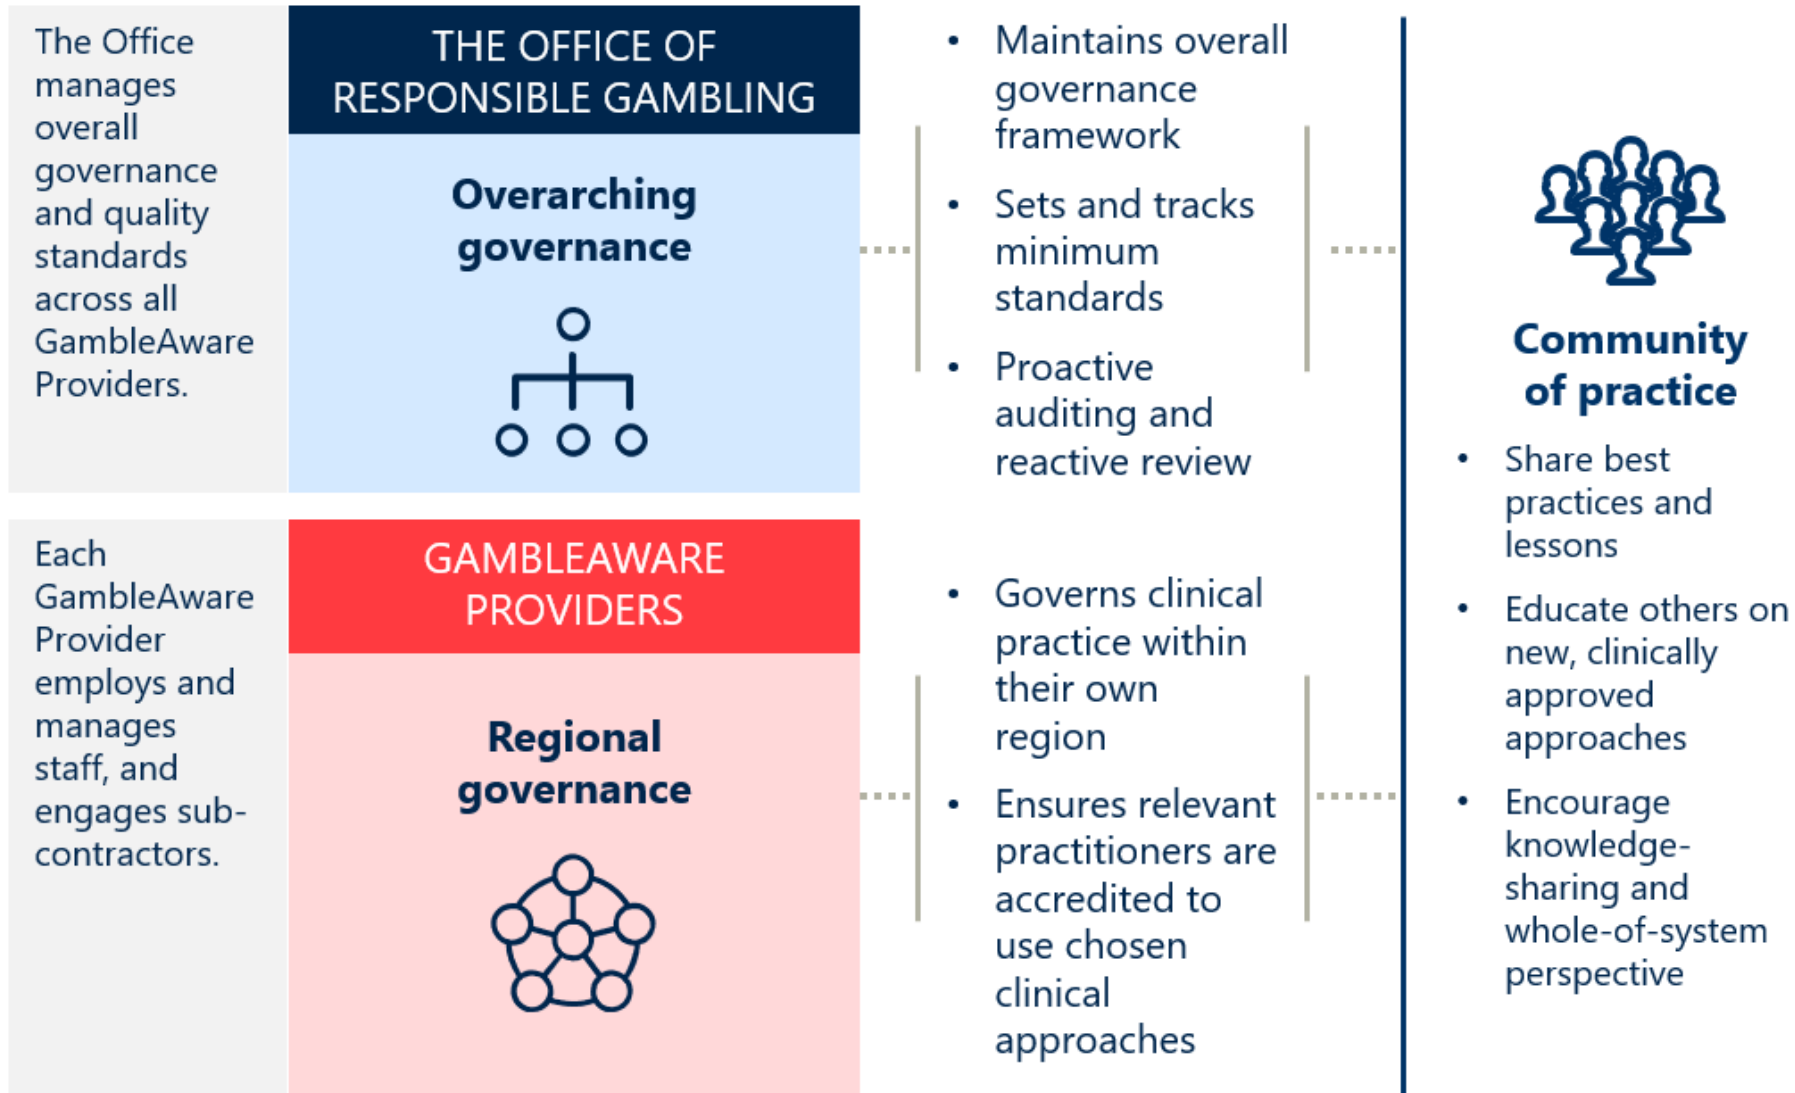 The Office
manages
overall
governance
and quality
standards
across all
GambleAware
Providers.
THE OFFICE OF
RESPONSIBLE GAMBLING
Overarching
governance
• Maintains overall
governance
framework
• Sets and tracks
minimum
standards
• Proactive
auditing and
reactive review
Each
GambleAware
Provider
employs and
manages
staff, and
engages sub-
contractors.
GAMBLEAWARE
PROVIDERS
Regional
governance
• Governs clinical
practice within
their own
region
• Ensures relevant
practitioners are
accredited to
use chosen
clinical
approaches
Community
of practice
• Share best
practices and
lessons
• Educate others on
new, clinically
approved
approaches
• Encourage
knowledge-
sharing and
whole-of-system
perspective